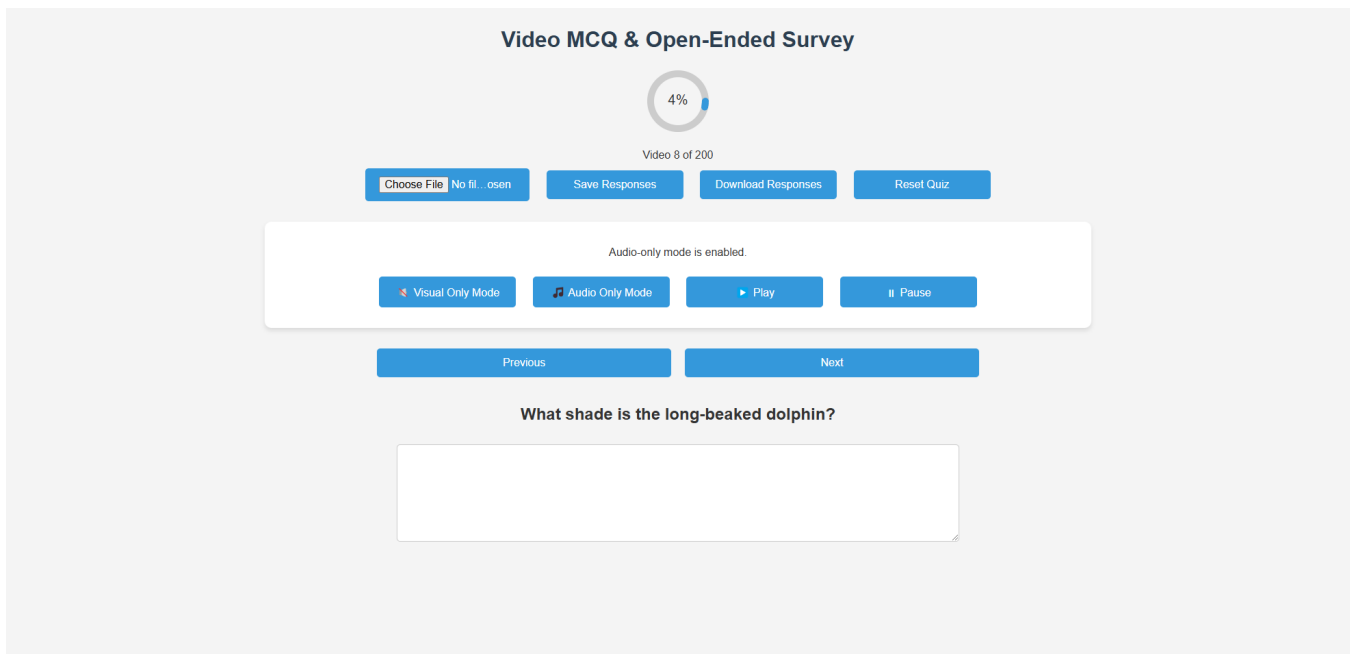 Video MCQ & Open-Ended Survey
4%
Video 8 of 200
Choose File No fil...osen Save Responses Download Responses Reset Quiz
Audio-only mode is enabled.
Visual Only Mode Audio Only Mode Play Pause
Previous Next
What shade is the long-beaked dolphin?